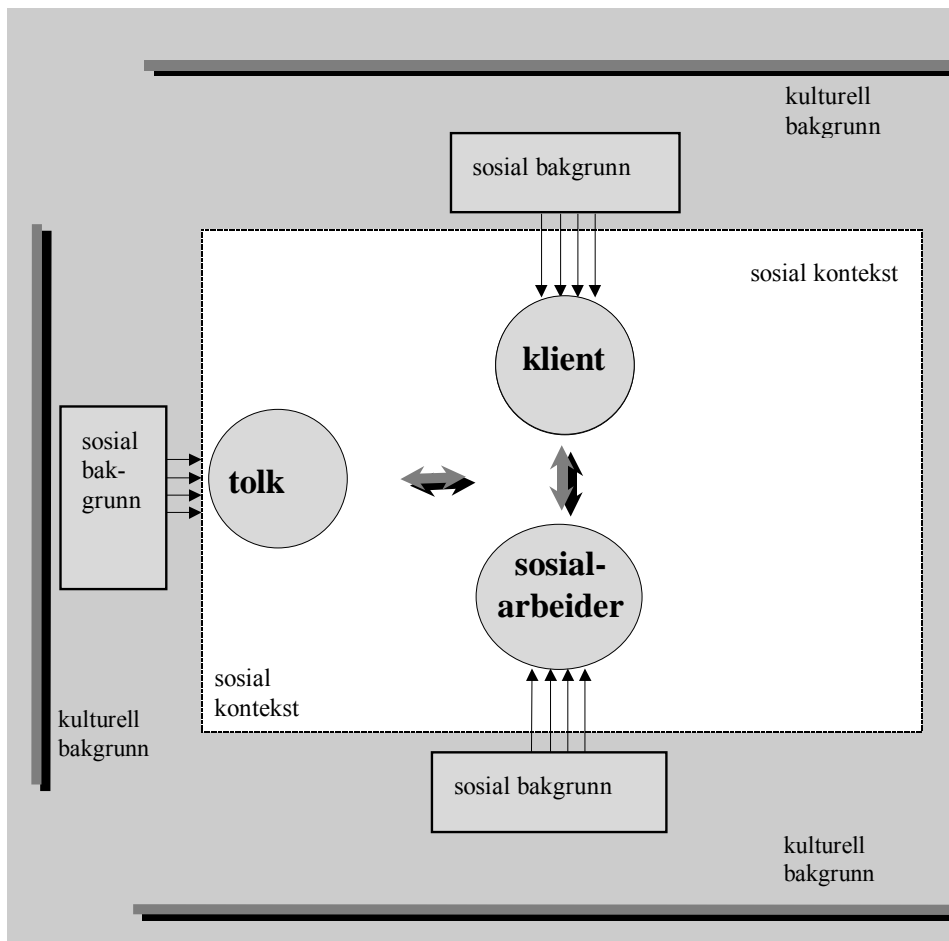 kulturell
bakgrunn
sosial bakgrunn
sosial kontekst
klient
sosial
bak-
grunn
tolk
sosial-
arbeider
sosial
kontekst
kulturell
bakgrunn
sosial bakgrunn
kulturell
bakgrunn